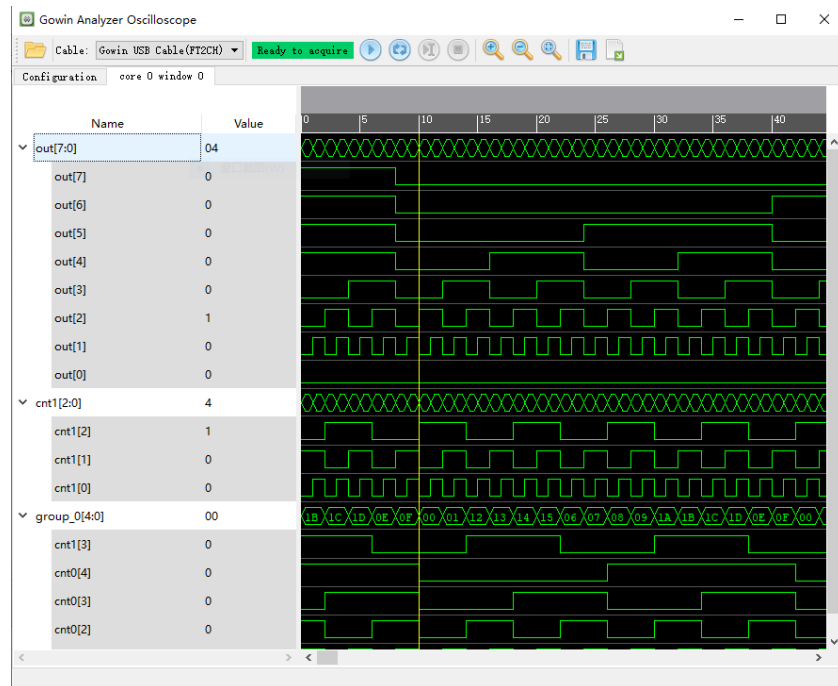 Gowin Analyzer Oscilloscope
Cable: Gowin USB Cable(FT2CH) Ready to acquire
Configuration core 0 window 0
Name Value 0 5 10 15 20 25 30 35 40
out[7:0] 04
out[7] 0
out[6] 0
out[5] 0
out[4] 0
out[3] 0
out[2] 1
out[1] 0
out[0] 0
cnt1[2:0] 4
cnt1[2] 1
cnt1[1] 0
cnt1[0] 0
group_0[4:0] 00 1B 1C 1D 0E 0F 00 01 12 13 14 15 06 07 08 09 1A 1B 1C 1D 0E 0F 00
cnt1[3] 0
cnt0[4] 0
cnt0[3] 0
cnt0[2] 0